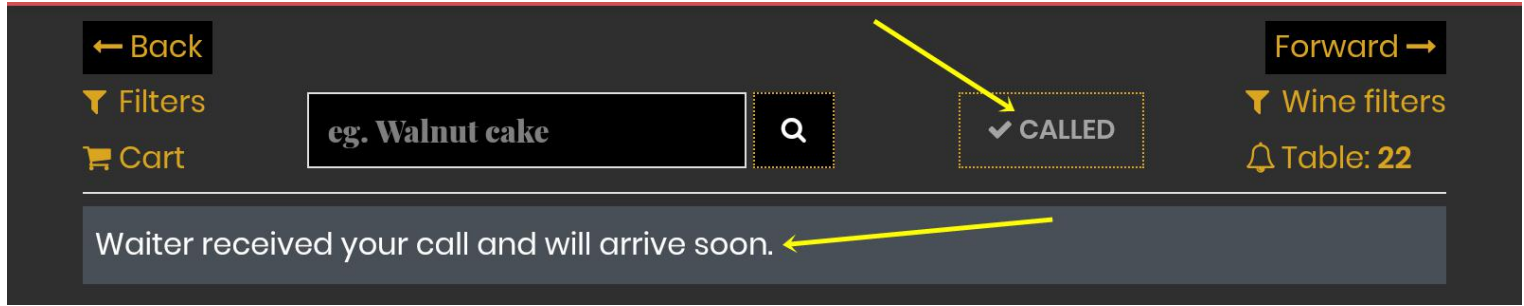 Back
Forward
Filters
Wine filters
eg. Walnut cake
CALLED
Cart
Table: 22
Waiter received your call and will arrive soon.